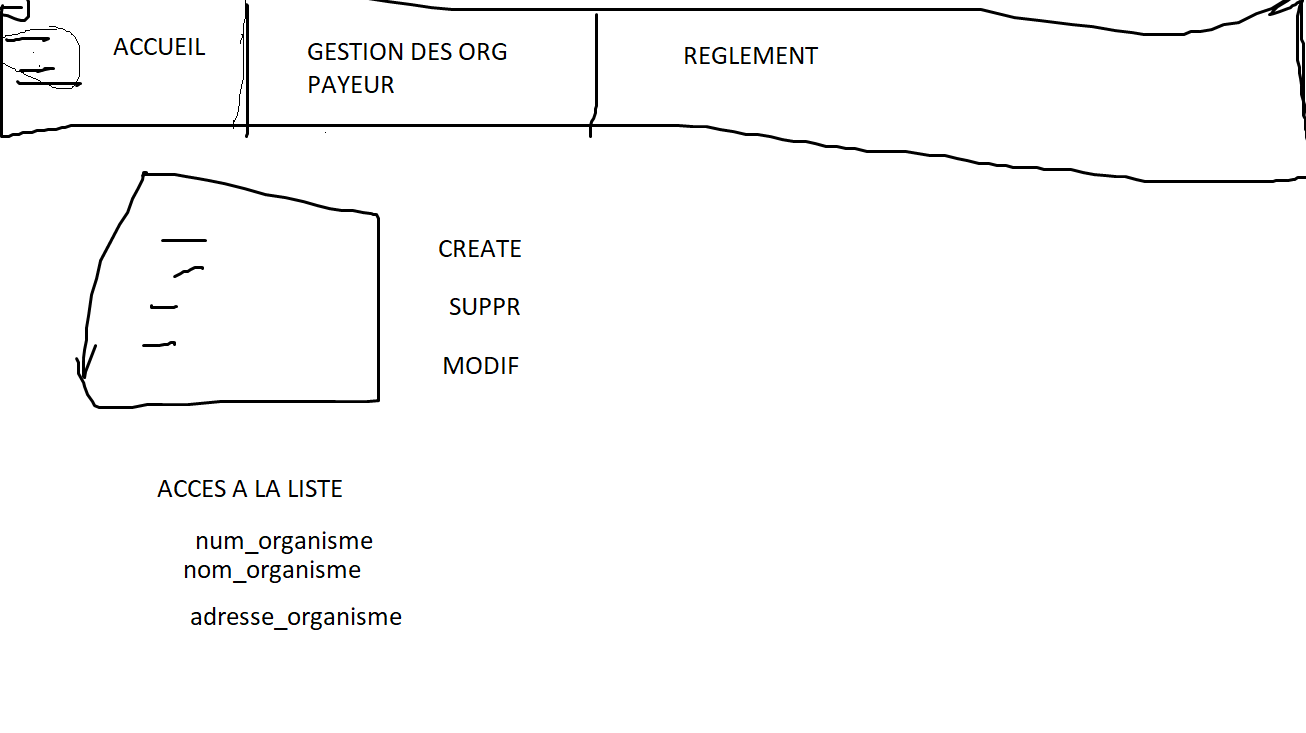 ACCUEIL
GESTION DES ORG
PAYEUR
REGLEMENT
CREATE
SUPPR
MODIF
ACCES A LA LISTE
num_organisme
nom_organisme
adresse_organisme